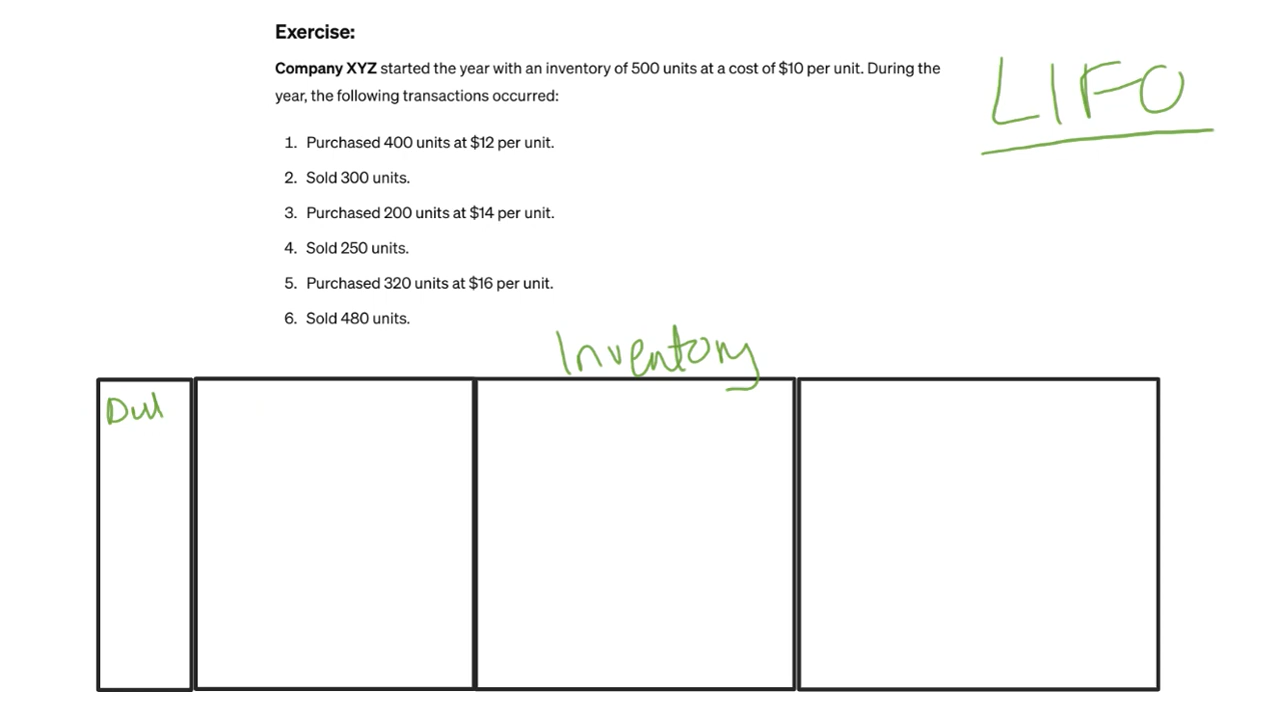 Exercise:
Company XYZ started the year with an inventory of 500 units at a cost of $10 per unit. During the
year, the following transactions occurred:
1. Purchased 400 units at $12 per unit.
2. Sold 300 units.
3. Purchased 200 units at $14 per unit.
4. Sold 250 units.
5. Purchased 320 units at $16 per unit.
6. Sold 480 units.
LIFO
Inventory